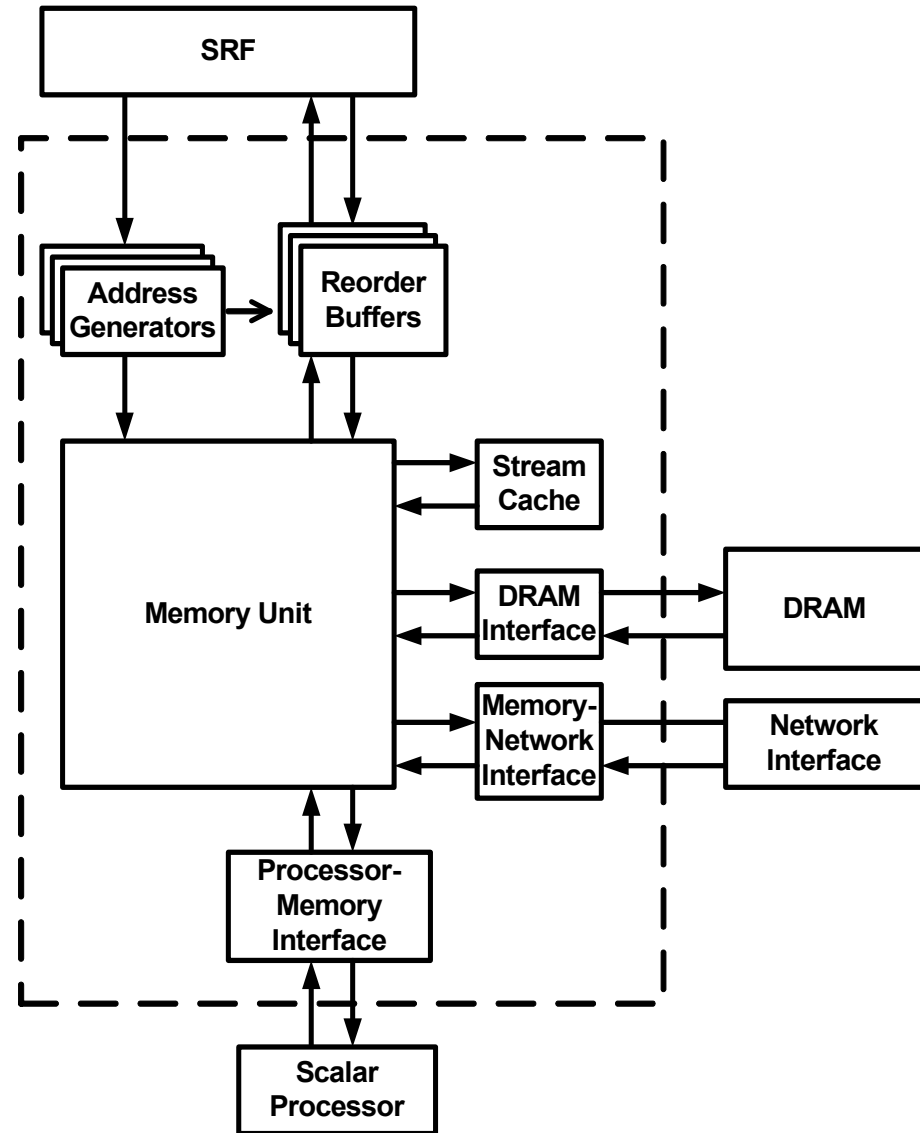 SRF
Address
Generators
Reorder
Buffers
Stream
Cache
Memory Unit
DRAM
Interface
DRAM
Memory-
Network
Interface
Network
Interface
Processor-
Memory
Interface
Scalar
Processor